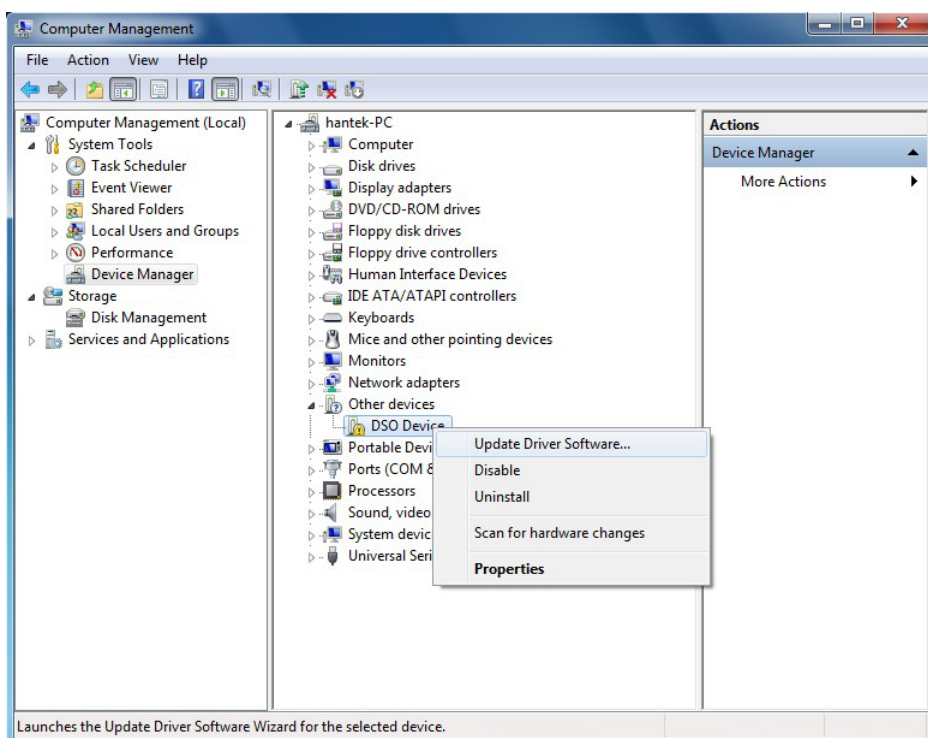 Computer Management
File Action View Help
Computer Management (Local)
System Tools
Task Scheduler
Event Viewer
Shared Folders
Local Users and Groups
Performance
Device Manager
Storage
Disk Management
Services and Applications
hantek-PC
Computer
Disk drives
Display adapters
DVD/CD-ROM drives
Floppy disk drives
Floppy drive controllers
Human Interface Devices
IDE ATA/ATAPI controllers
Keyboards
Mice and other pointing devices
Monitors
Network adapters
Other devices
DSO Device
Portable Devi
Ports (COM &
Processors
Sound, video
System devic
Universal Seri
Update Driver Software...
Disable
Uninstall
Scan for hardware changes
Properties
Actions
Device Manager
More Actions
Launches the Update Driver Software Wizard for the selected device.